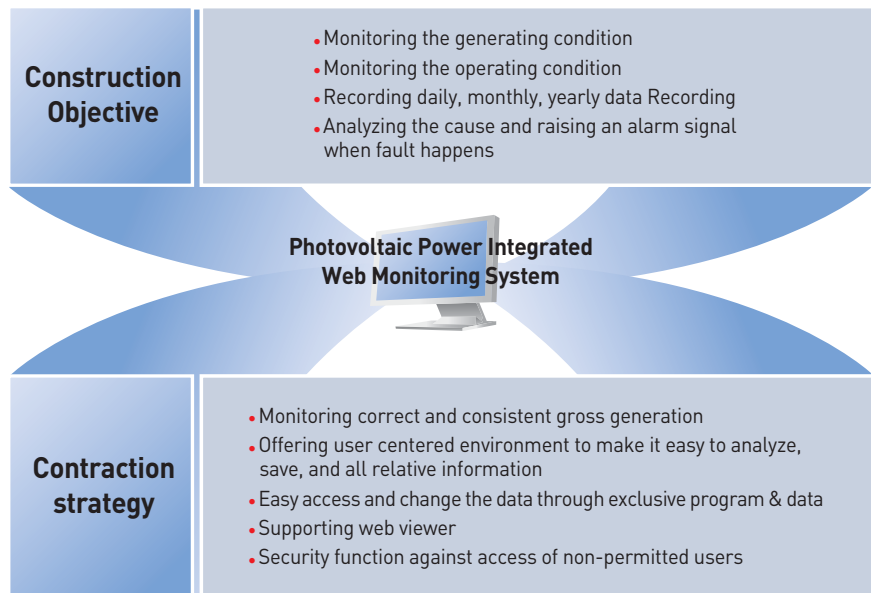 Construction
Objective
• Monitoring the generating condition
• Monitoring the operating condition
• Recording daily, monthly, yearly data Recording
• Analyzing the cause and raising an alarm signal
when fault happens
Photovoltaic Power Integrated
Web Monitoring System
Contraction
strategy
• Monitoring correct and consistent gross generation
• Offering user centered environment to make it easy to analyze,
save, and all relative information
• Easy access and change the data through exclusive program & data
• Supporting web viewer
• Security function against access of non-permitted users